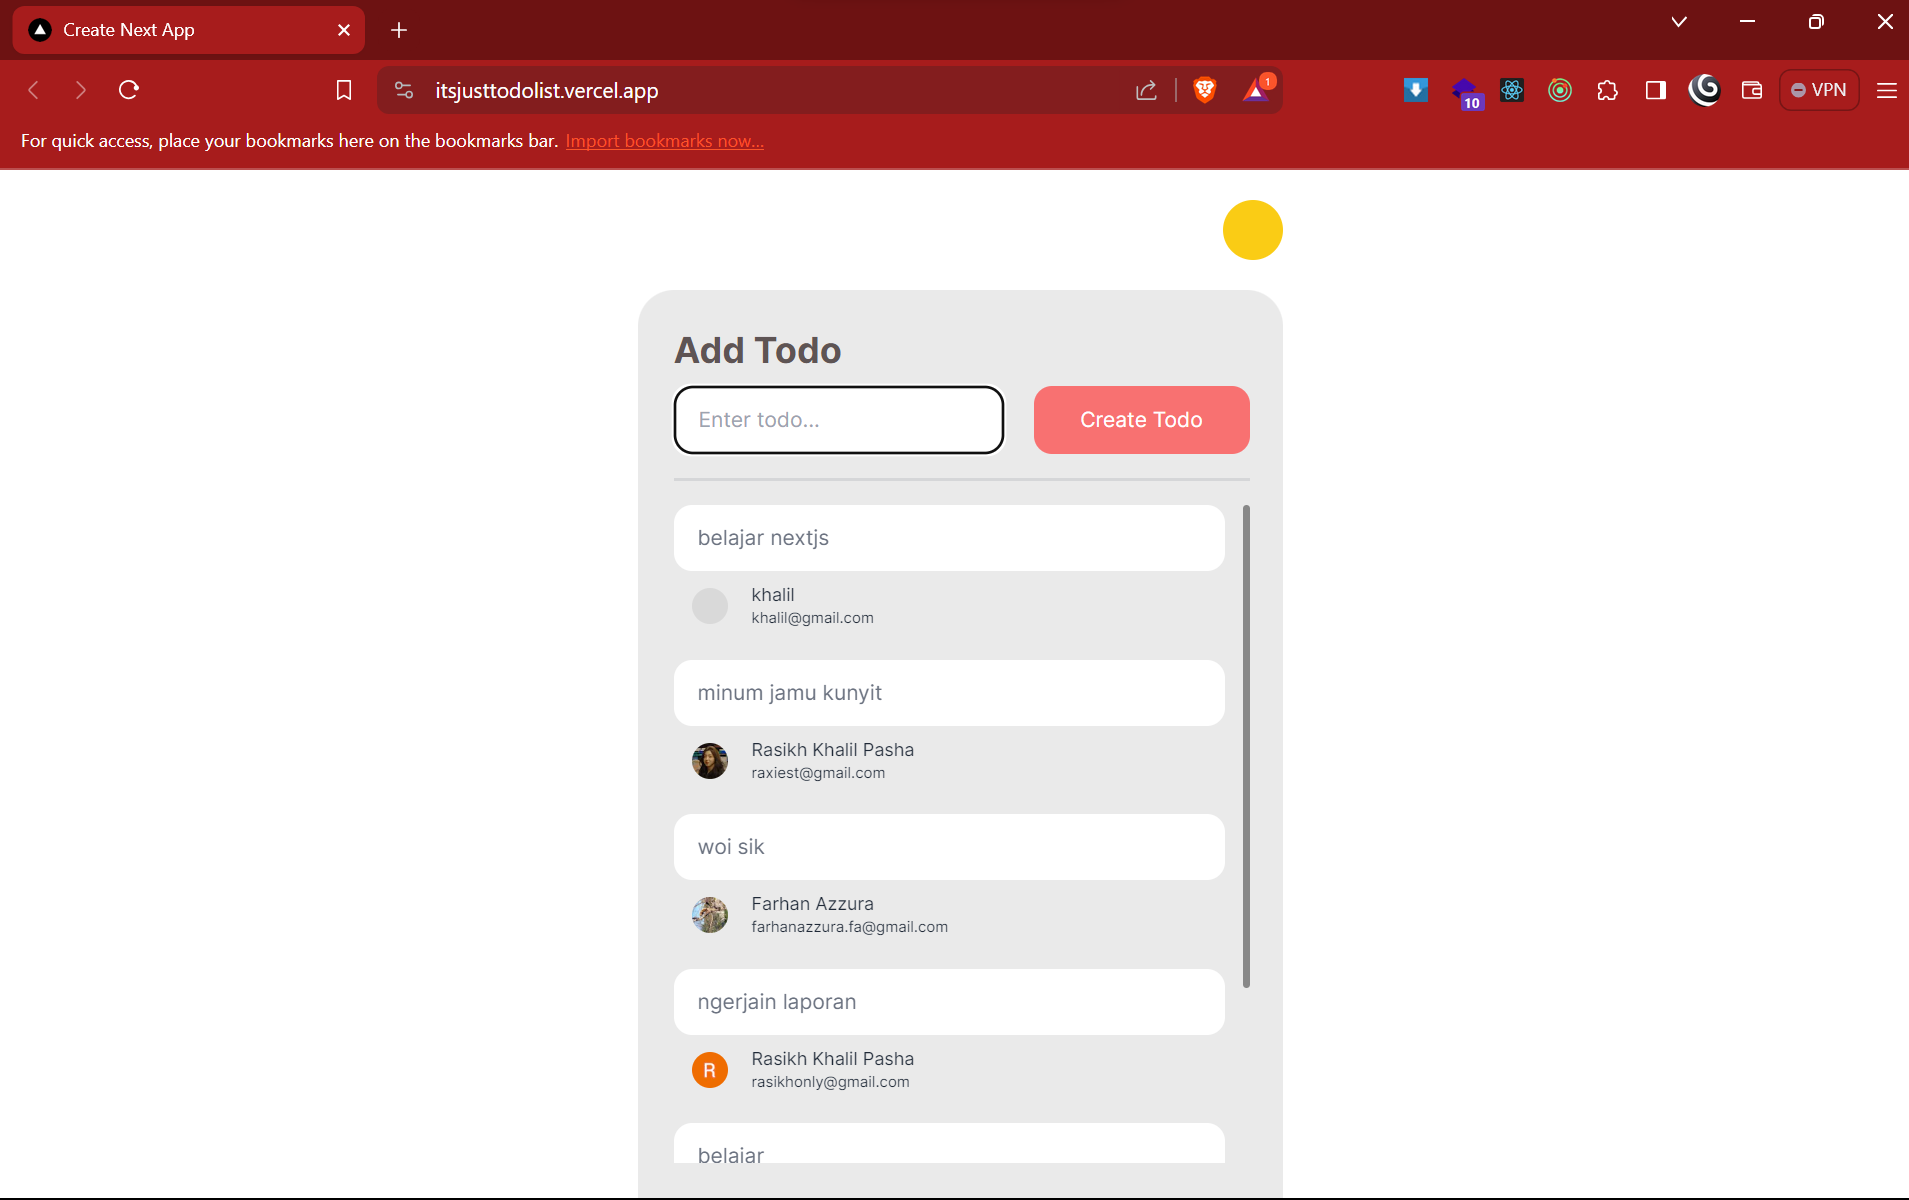 Create Next App
itsjusttodolist.vercel.app
1
10
VPN
For quick access, place your bookmarks here on the bookmarks bar. Import bookmarks now...
Add Todo
Enter todo...
Create Todo
belajar nextjs
khalil
khalil@gmail.com
minum jamu kunyit
Rasikh Khalil Pasha
raxiest@gmail.com
woi sik
Farhan Azzura
farhanazzura.fa@gmail.com
ngerjain laporan
R
Rasikh Khalil Pasha
rasikhonly@gmail.com
belajar